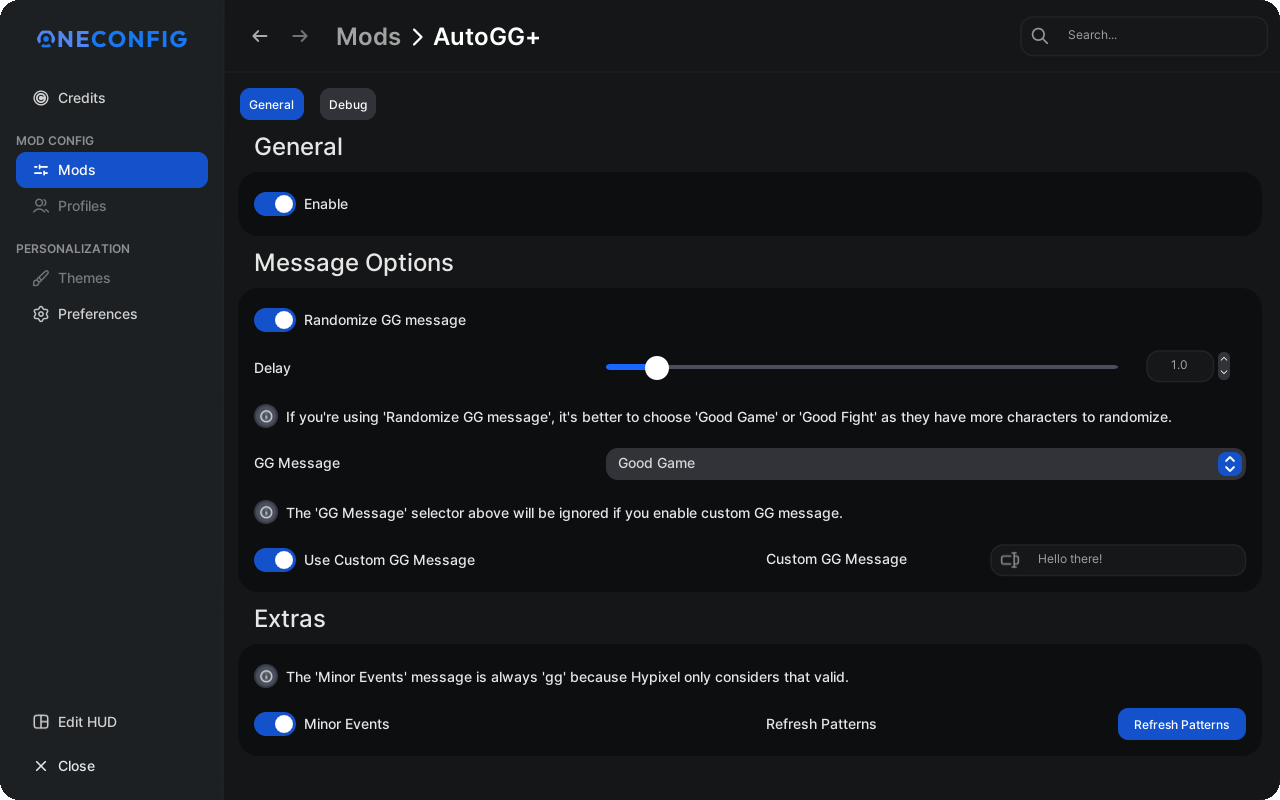 ONECONFIG
Mods > AutoGG+
Search...
Credits
MOD CONFIG
Mods
Profiles
PERSONALIZATION
Themes
Preferences
Edit HUD
Close
General
Debug
General
Enable
Message Options
Randomize GG message
Delay
1.0
If you're using 'Randomize GG message', it's better to choose 'Good Game' or 'Good Fight' as they have more characters to randomize.
GG Message
Good Game
The 'GG Message' selector above will be ignored if you enable custom GG message.
Use Custom GG Message
Custom GG Message
Hello there!
Extras
The 'Minor Events' message is always 'gg' because Hypixel only considers that valid.
Minor Events
Refresh Patterns
Refresh Patterns